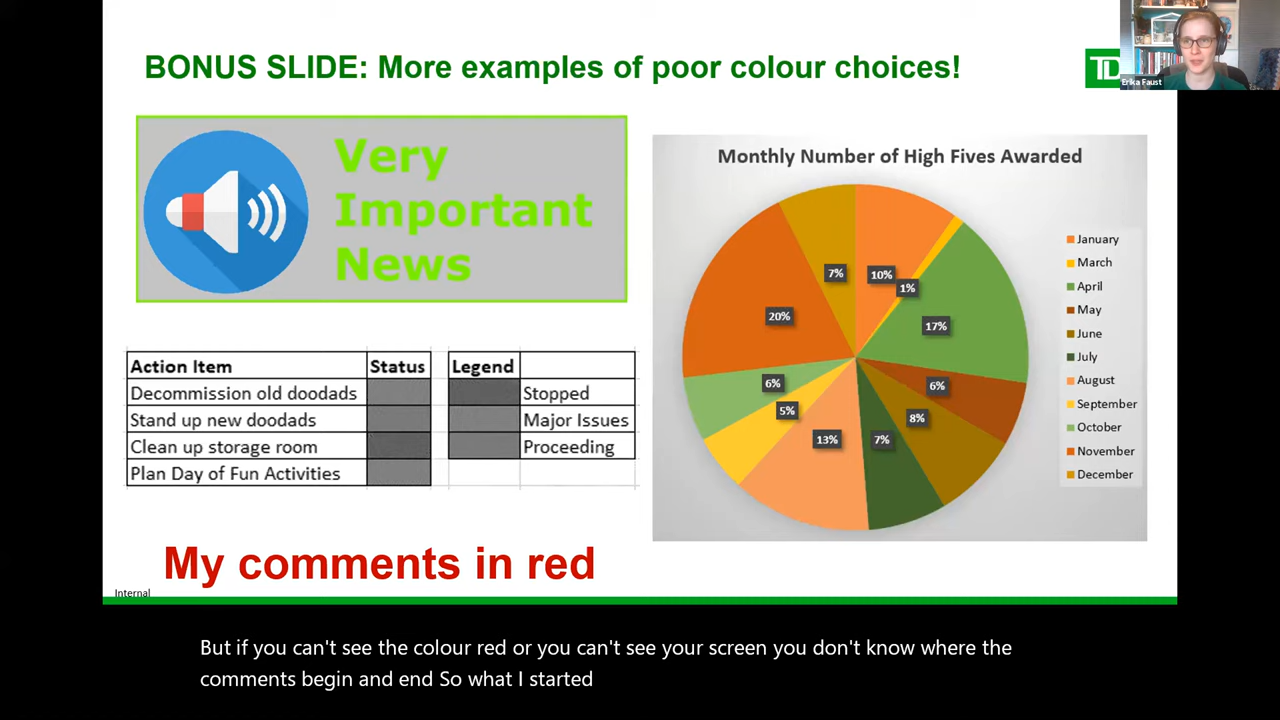 BONUS SLIDE: More examples of poor colour choices!
TD
Erika Faust
Very
Important
News
Monthly Number of High Fives Awarded
10%
1%
17%
6%
8%
7%
13%
5%
6%
20%
7%
January
March
April
May
June
July
August
September
October
November
December
Action Item Status Legend
Decommission old doodads Stopped
Stand up new doodads Major Issues
Clean up storage room Proceeding
Plan Day of Fun Activities
My comments in red
Internal
But if you can't see the colour red or you can't see your screen you don't know where the
comments begin and end So what I started